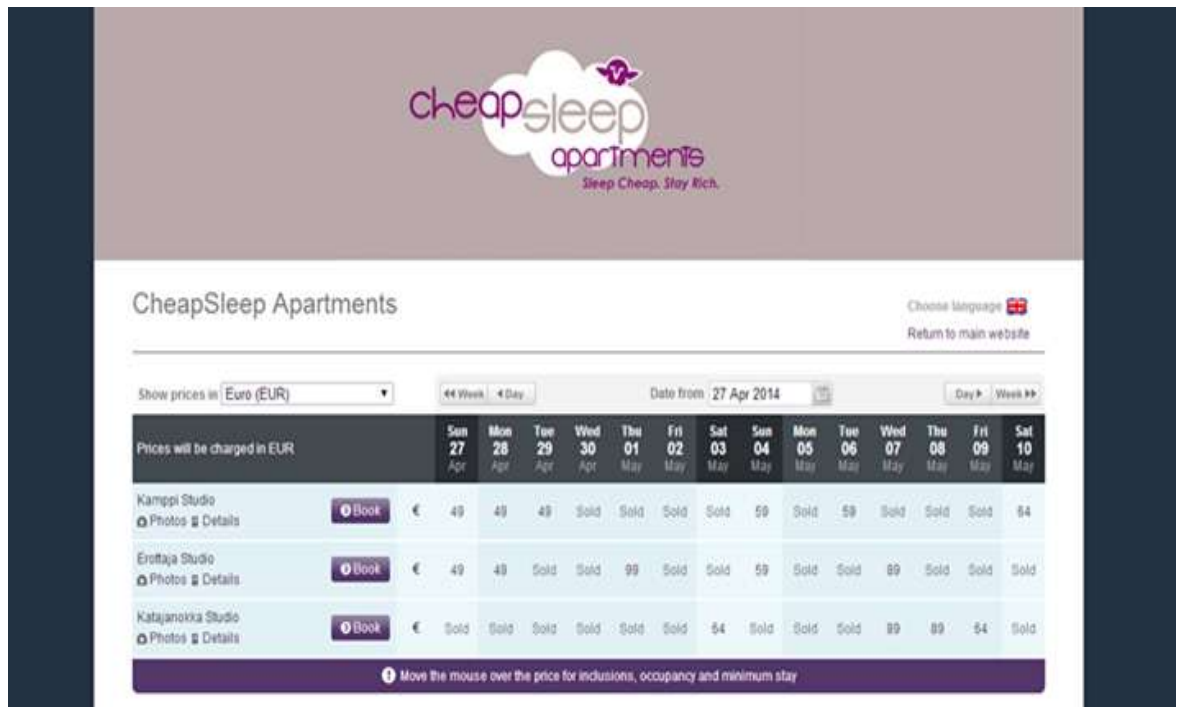 cheapsleep
apartments
Sleep Cheap. Stay Rich.
CheapSleep Apartments
Choose language
Return to main website
Show prices in Euro (EUR)
Week Day Date from 27 Apr 2014 Day Week
Prices will be charged in EUR
Sun Mon Tue Wed Thu Fri Sat Sun Mon Tue Wed Thu Fri Sat
27 28 29 30 01 02 03 04 05 06 07 08 09 10
Apr Apr Apr Apr May May May May May May May May May May
Kamppi Studio
Photos Details
Book € 49 49 49 Sold Sold Sold Sold 59 Sold 59 Sold Sold Sold 64
Erottaja Studio
Photos Details
Book € 49 49 Sold Sold 99 Sold Sold 59 Sold Sold 89 Sold Sold Sold
Katajanokka Studio
Photos Details
Book € Sold Sold Sold Sold Sold Sold 64 Sold Sold Sold 89 89 64 Sold
Move the mouse over the price for inclusions, occupancy and minimum stay